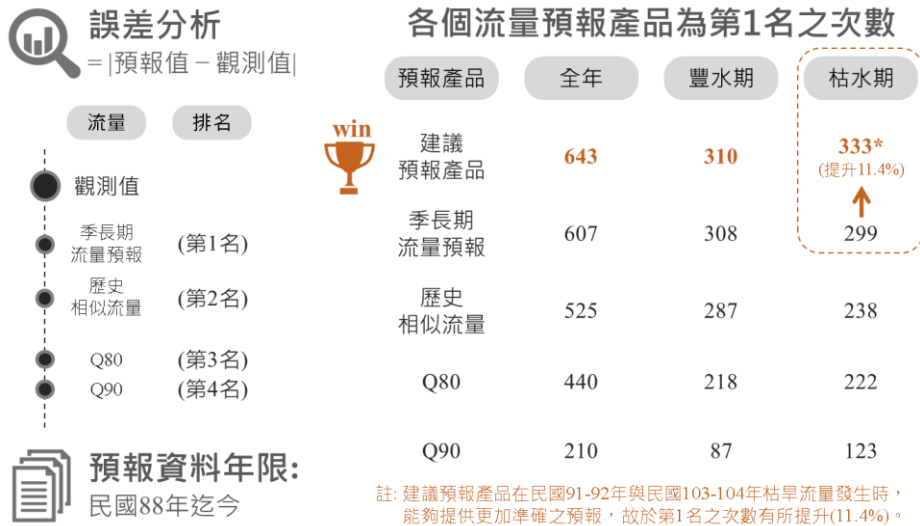 誤差分析
=|預報值 – 觀測值|
流量 排名
觀測值
季長期
流量預報
(第1名)
歷史
相似流量
(第2名)
Q80 (第3名)
Q90 (第4名)
預報資料年限:
民國88年迄今
各個流量預報產品為第1名之次數
預報產品 全年 豐水期 枯水期
win
建議
預報產品
643 310 333*
(提升11.4%)
季長期
流量預報
607 308 299
歷史
相似流量
525 287 238
Q80 440 218 222
Q90 210 87 123
註: 建議預報產品在民國91-92年與民國103-104年枯旱流量發生時，
能夠提供更加準確之預報，故於第1名之次數有所提升(11.4%)。